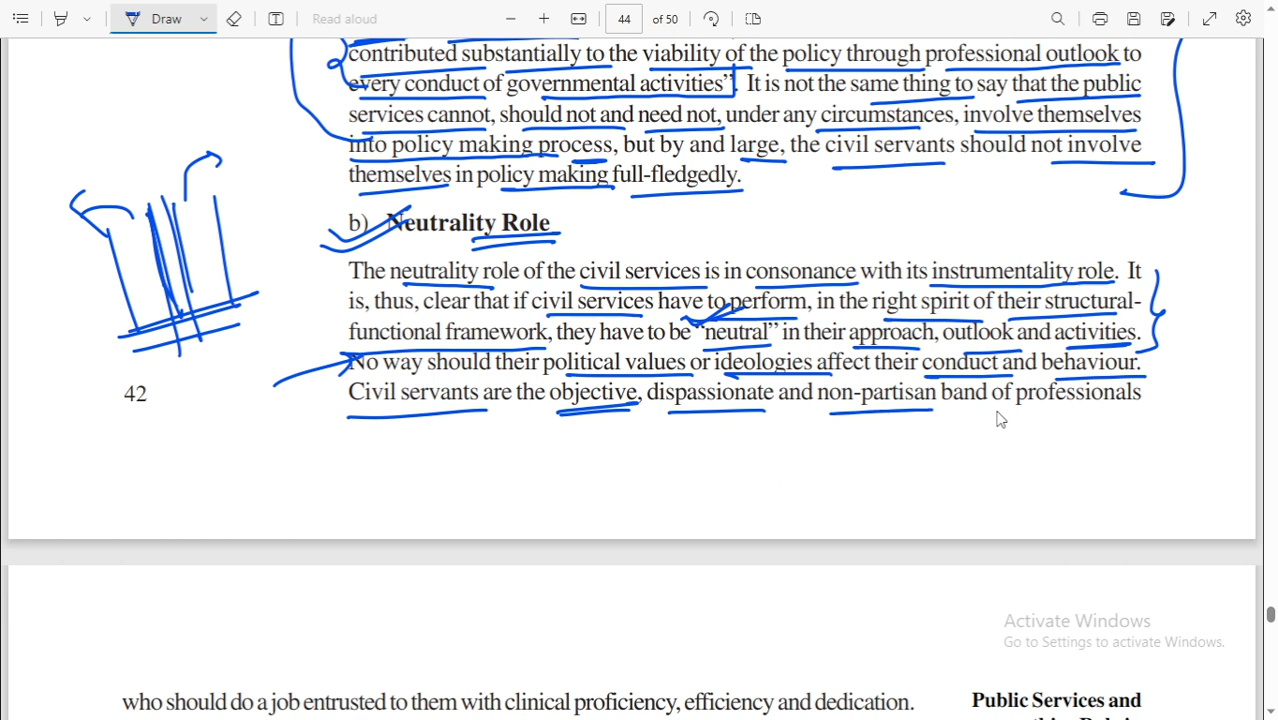 Draw
Read aloud
44 of 50
contributed substantially to the viability of the policy through professional outlook to
every conduct of governmental activities”. It is not the same thing to say that the public
services cannot, should not and need not, under any circumstances, involve themselves
into policy making process, but by and large, the civil servants should not involve
themselves in policy making full-fledgedly.
b) Neutrality Role
The neutrality role of the civil services is in consonance with its instrumentality role. It
is, thus, clear that if civil services have to perform, in the right spirit of their structural-
functional framework, they have to be “neutral” in their approach, outlook and activities.
No way should their political values or ideologies affect their conduct and behaviour.
Civil servants are the objective, dispassionate and non-partisan band of professionals
42
Activate Windows
Go to Settings to activate Windows.
who should do a job entrusted to them with clinical proficiency, efficiency and dedication.
Public Services and